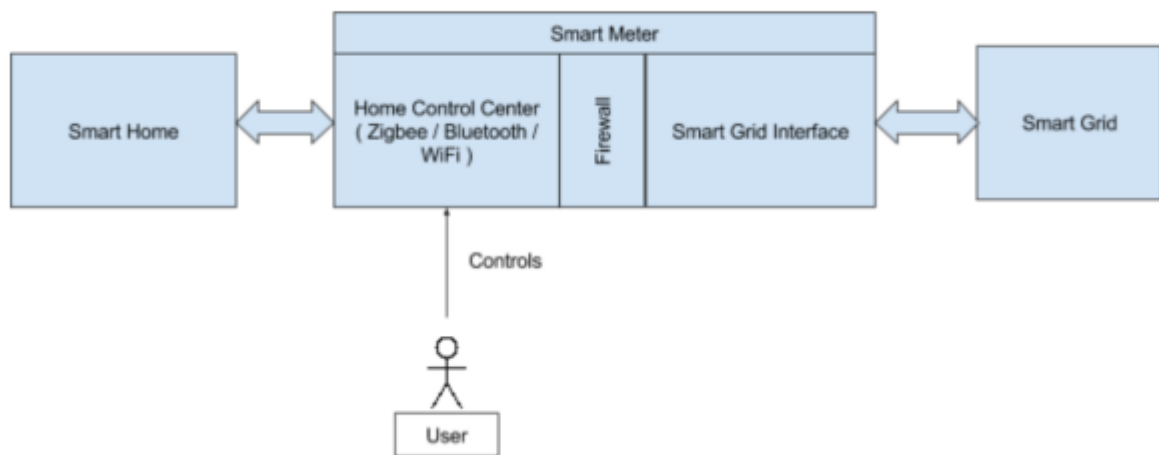 Smart Meter
Smart Home
Home Control Center
( Zigbee / Bluetooth /
WiFi )
Firewall
Smart Grid Interface
Smart Grid
Controls
User